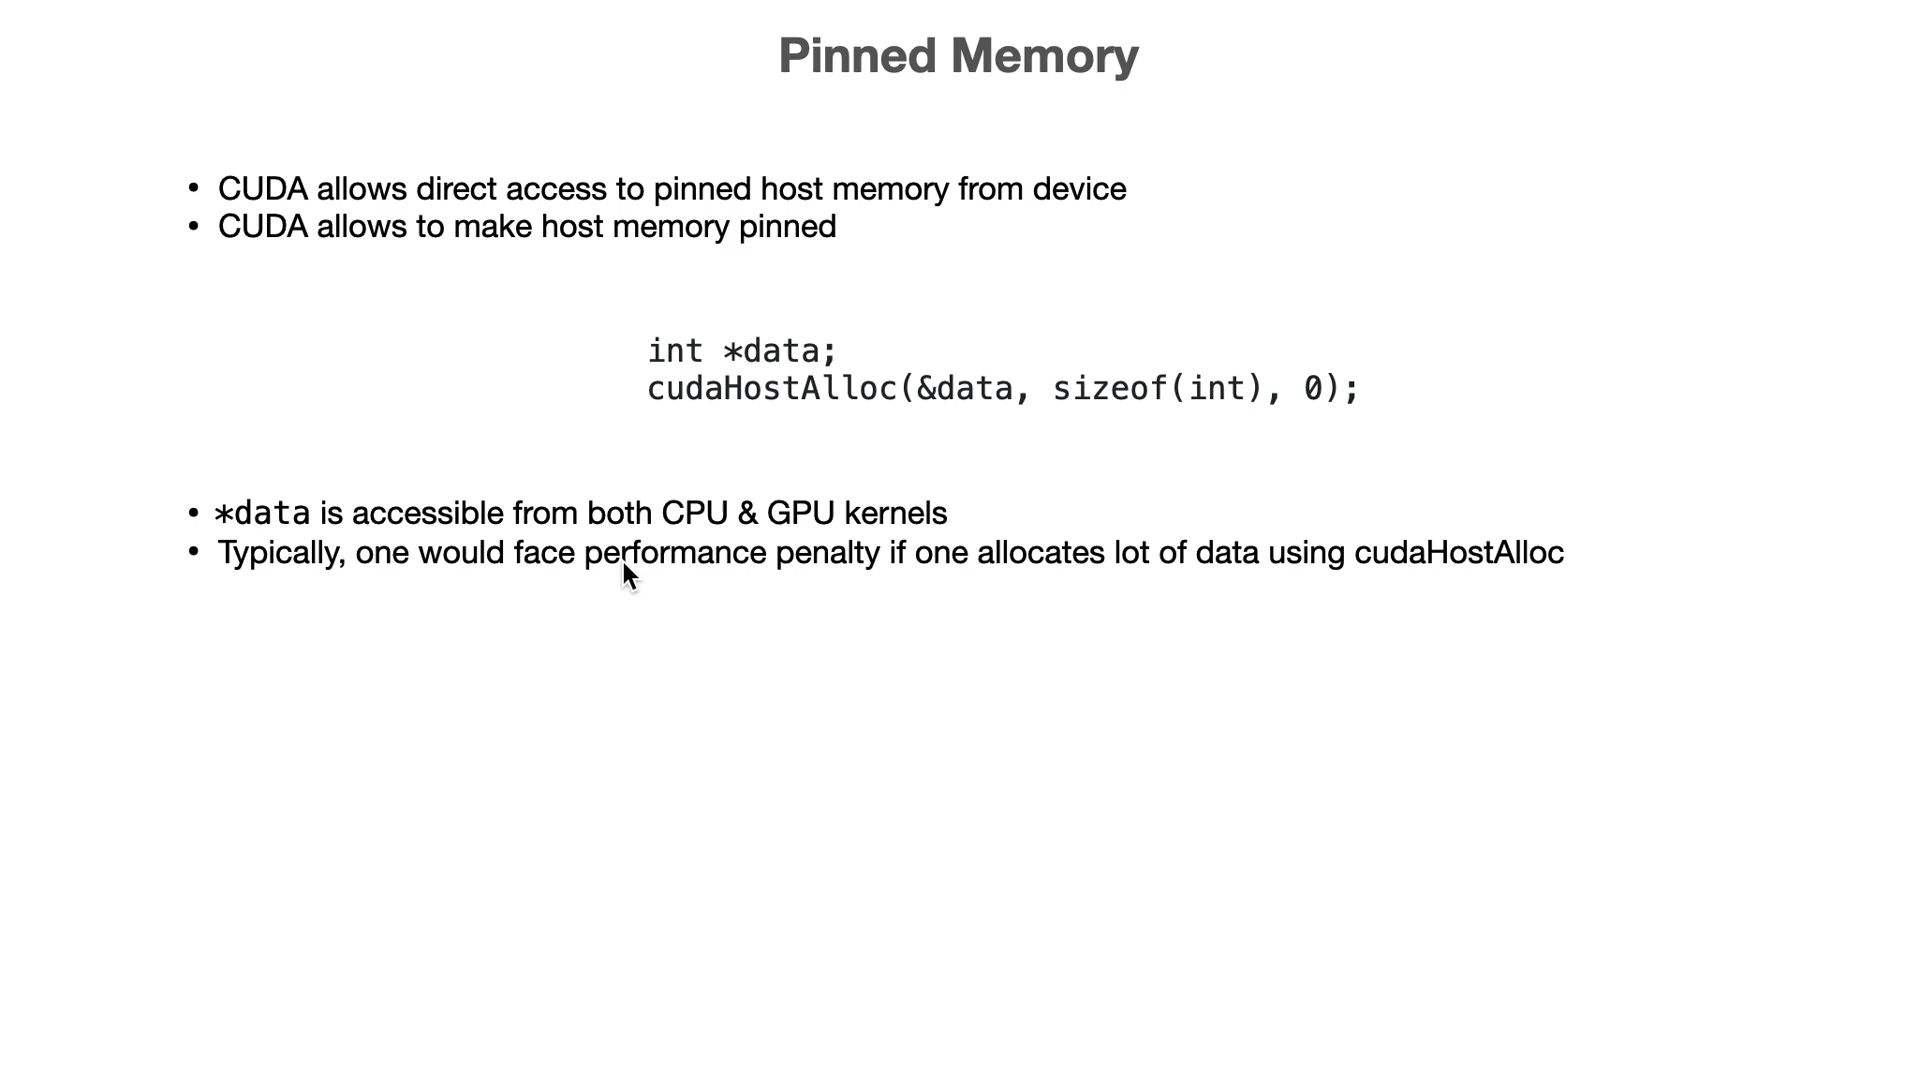 Pinned Memory
• CUDA allows direct access to pinned host memory from device
• CUDA allows to make host memory pinned
int *data;
cudaHostAlloc(&data, sizeof(int), 0);
• *data is accessible from both CPU & GPU kernels
• Typically, one would face performance penalty if one allocates lot of data using cudaHostAlloc